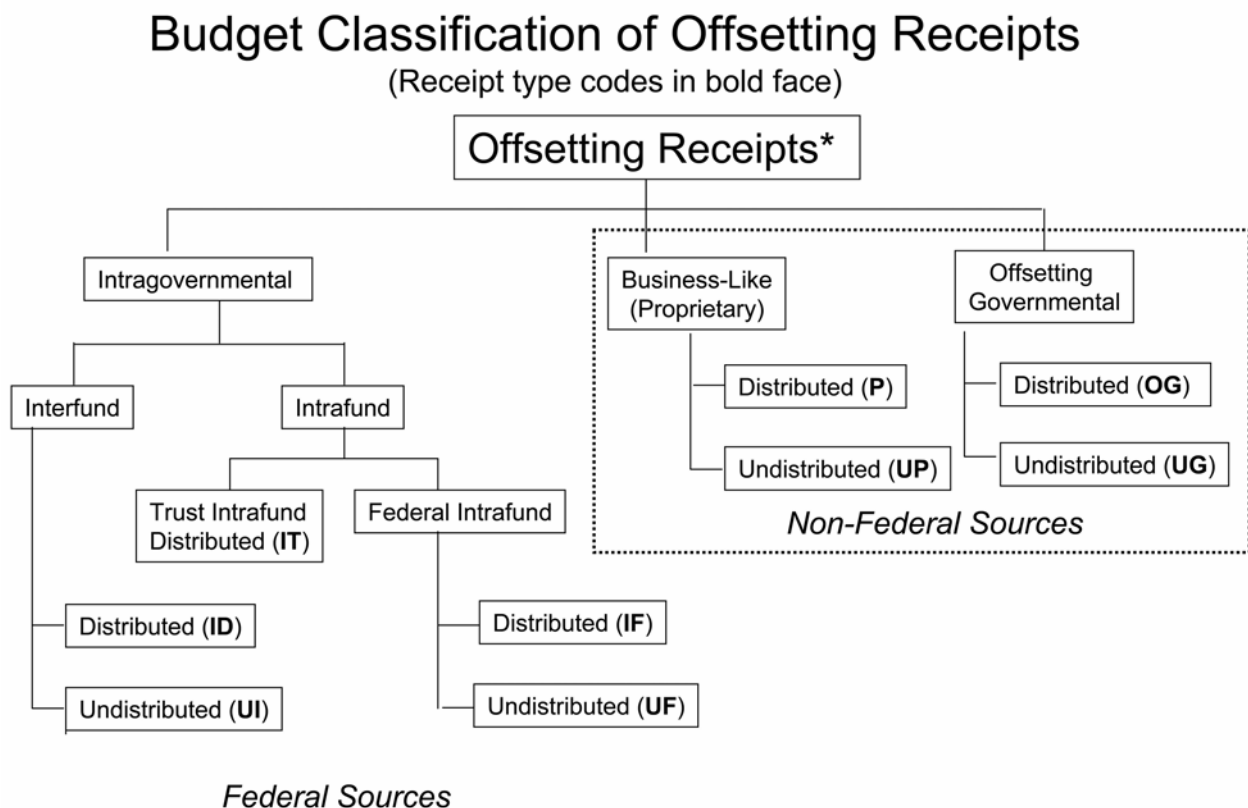 Budget Classification of Offsetting Receipts
(Receipt type codes in bold face)
Offsetting Receipts*
Intragovernmental
Business-Like
(Proprietary)
Offsetting
Governmental
Interfund
Intrafund
Distributed (P)
Distributed (OG)
Undistributed (UP)
Undistributed (UG)
Non-Federal Sources
Trust Intrafund
Distributed (IT)
Federal Intrafund
Distributed (ID)
Distributed (IF)
Undistributed (UI)
Undistributed (UF)
Federal Sources